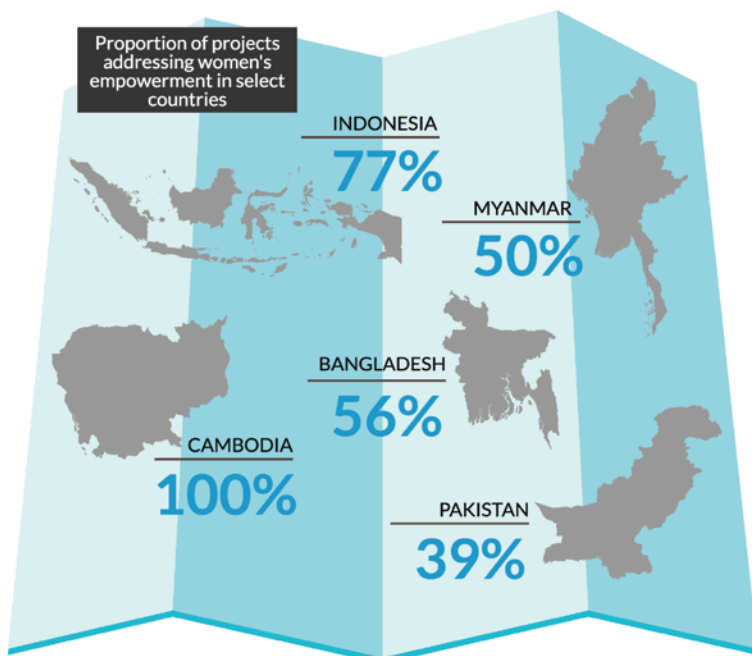 Proportion of projects
addressing women's
empowerment in select
countries
INDONESIA
77%
MYANMAR
50%
BANGLADESH
56%
CAMBODIA
100%
PAKISTAN
39%